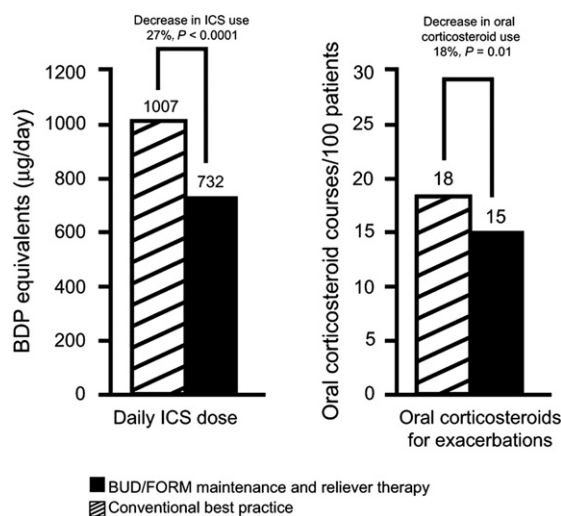 Decrease in ICS use
27%, P < 0.0001
BDP equivalents (µg/day)
1200
1000
800
600
400
200
0
1007
732
Daily ICS dose
Decrease in oral
corticosteroid use
18%, P = 0.01
Oral corticosteroid courses/100 patients
30
25
20
15
10
5
0
18
15
Oral corticosteroids
for exacerbations
BUD/FORM maintenance and reliever therapy
Conventional best practice